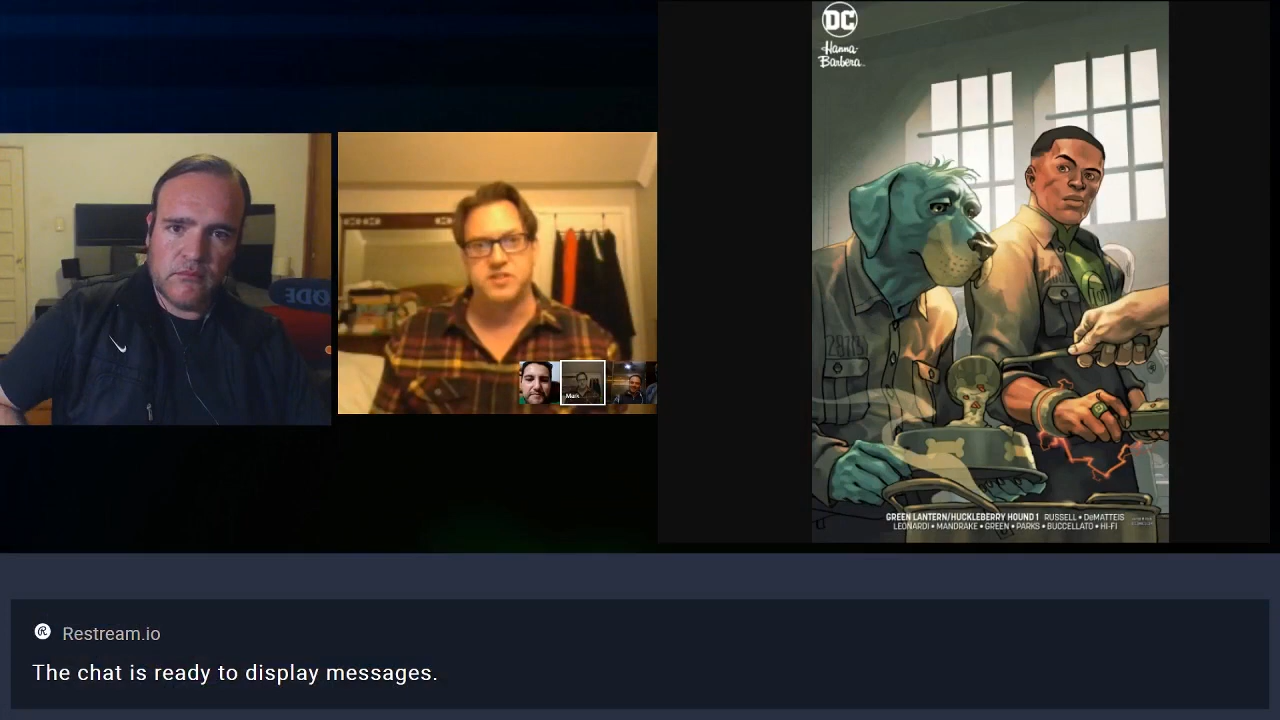 DC
Hanna-
Barbera
GREEN LANTERN/HUCKLEBERRY HOUND 1 RUSSELL • DeMATTEIS
LEONARDI • MANDRAKE • GREEN • PARKS • BUCCELLATO • HI-FI
Mark
Restream.io
The chat is ready to display messages.